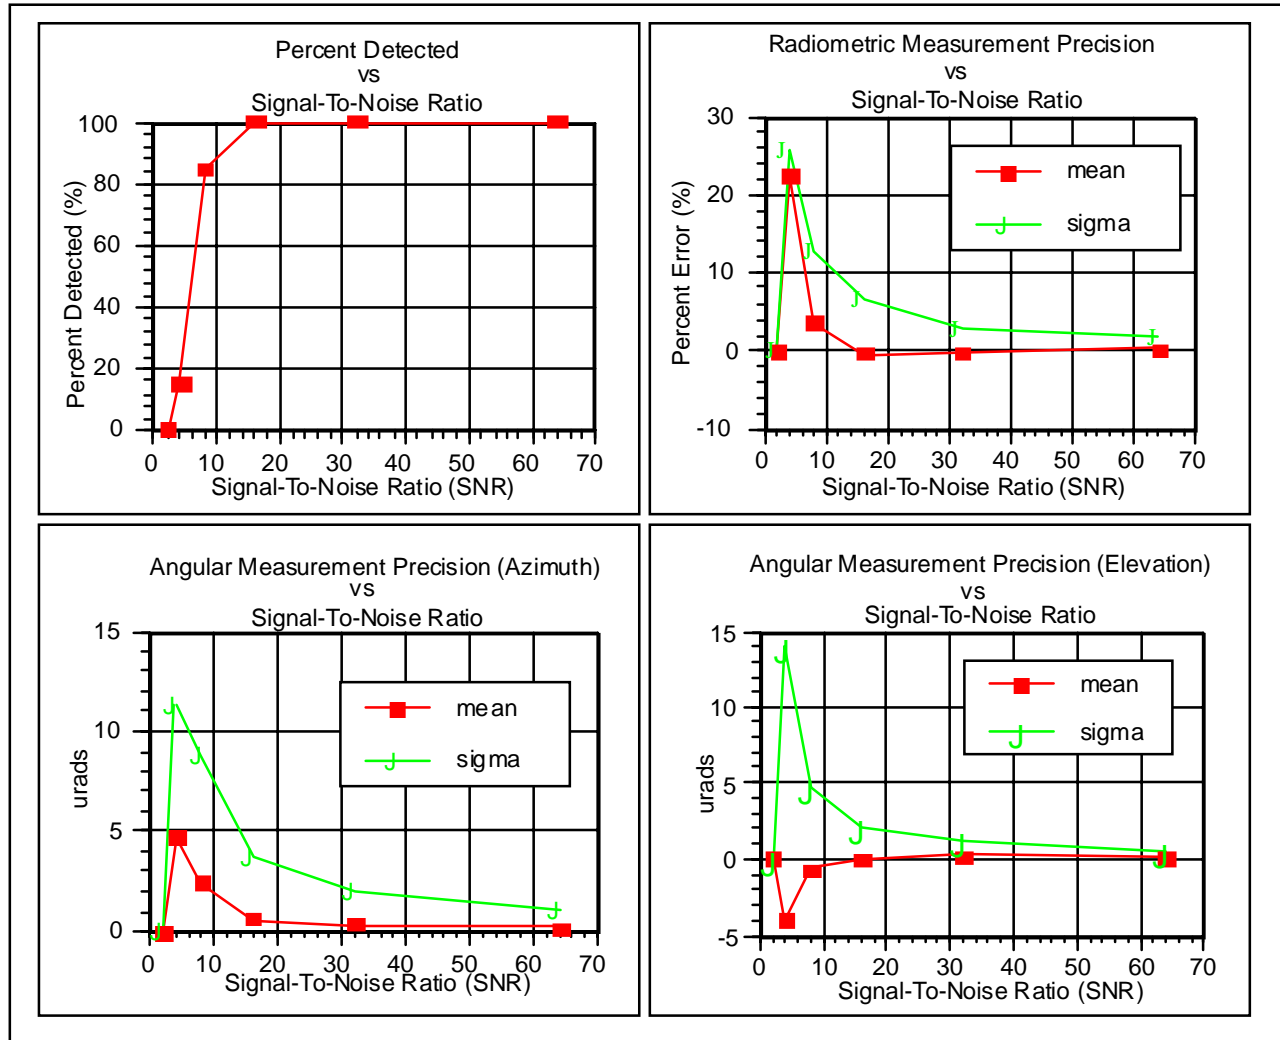 Percent Detected
vs
Signal-To-Noise Ratio
100
80
60
40
20
0
Percent Detected (%)
0 10 20 30 40 50 60 70
Signal-To-Noise Ratio (SNR)
Radiometric Measurement Precision
vs
Signal-To-Noise Ratio
30
20
10
0
-10
Percent Error (%)
J
J
J
J
J
J
mean
J sigma
0 10 20 30 40 50 60 70
Signal-To-Noise Ratio (SNR)
Angular Measurement Precision (Azimuth)
vs
Signal-To-Noise Ratio
15
10
5
0
urads
J
J
J
J
J
J
mean
J sigma
0 10 20 30 40 50 60 70
Signal-To-Noise Ratio (SNR)
Angular Measurement Precision (Elevation)
vs
Signal-To-Noise Ratio
15
10
5
0
-5
urads
J
J
J
J
J
J
mean
J sigma
0 10 20 30 40 50 60 70
Signal-To-Noise Ratio (SNR)